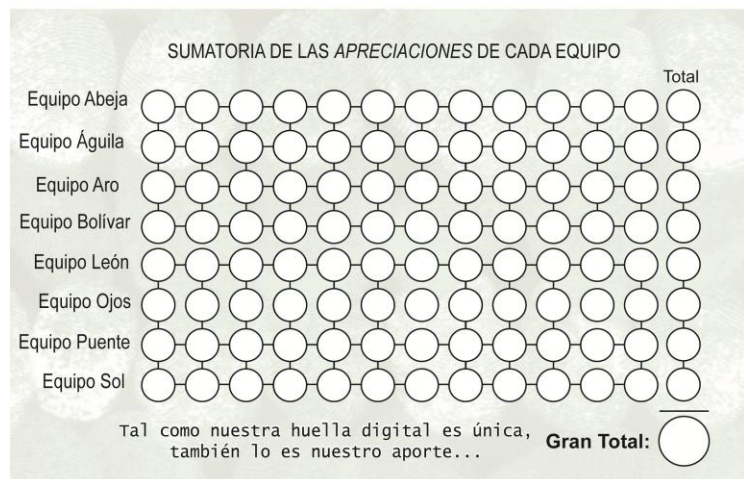 SUMATORIA DE LAS APRECIACIONES DE CADA EQUIPO
Total
Equipo Abeja
Equipo Águila
Equipo Aro
Equipo Bolívar
Equipo León
Equipo Ojos
Equipo Puente
Equipo Sol
Tal como nuestra huella digital es única,
también lo es nuestro aporte...
Gran Total: